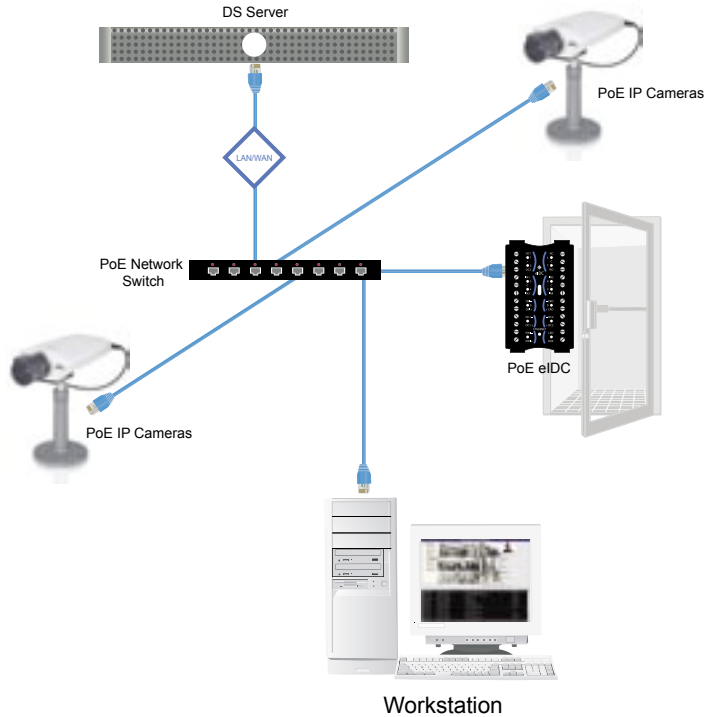 DS Server
PoE IP Cameras
LAN/WAN
PoE Network
Switch
PoE eIDC
PoE IP Cameras
Workstation